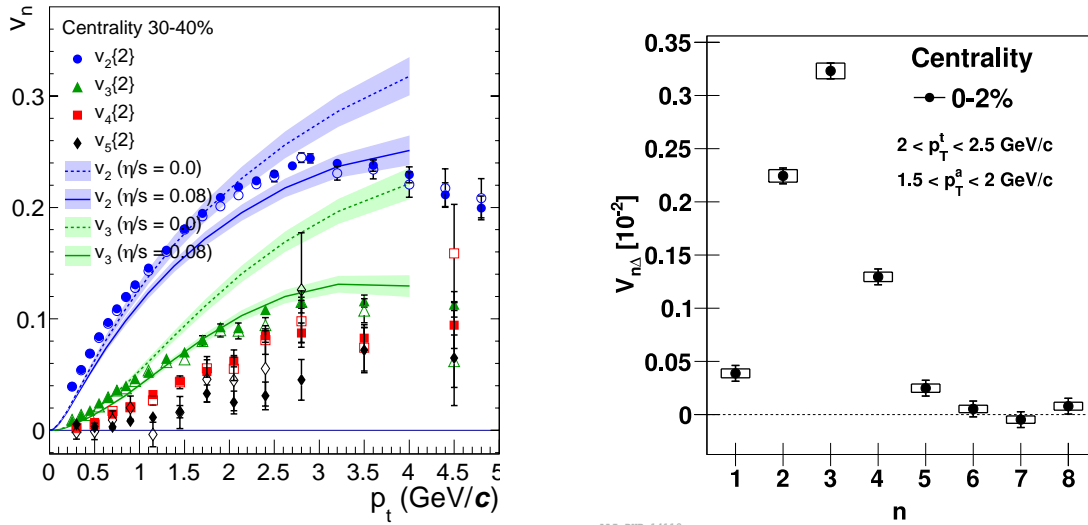 v_n
Centrality 30-40%
v_2{2}
v_3{2}
v_4{2}
v_5{2}
v_2 (η/s = 0.0)
v_2 (η/s = 0.08)
v_3 (η/s = 0.0)
v_3 (η/s = 0.08)
0.3
0.2
0.1
0
0 0.5 1 1.5 2 2.5 3 3.5 4 4.5 5
p_t (GeV/c)
V_nΔ [10^-2]
0.35
0.3
0.25
0.2
0.15
0.1
0.05
0
Centrality
0-2%
2 < p_T^t < 2.5 GeV/c
1.5 < p_T^a < 2 GeV/c
1 2 3 4 5 6 7 8
n